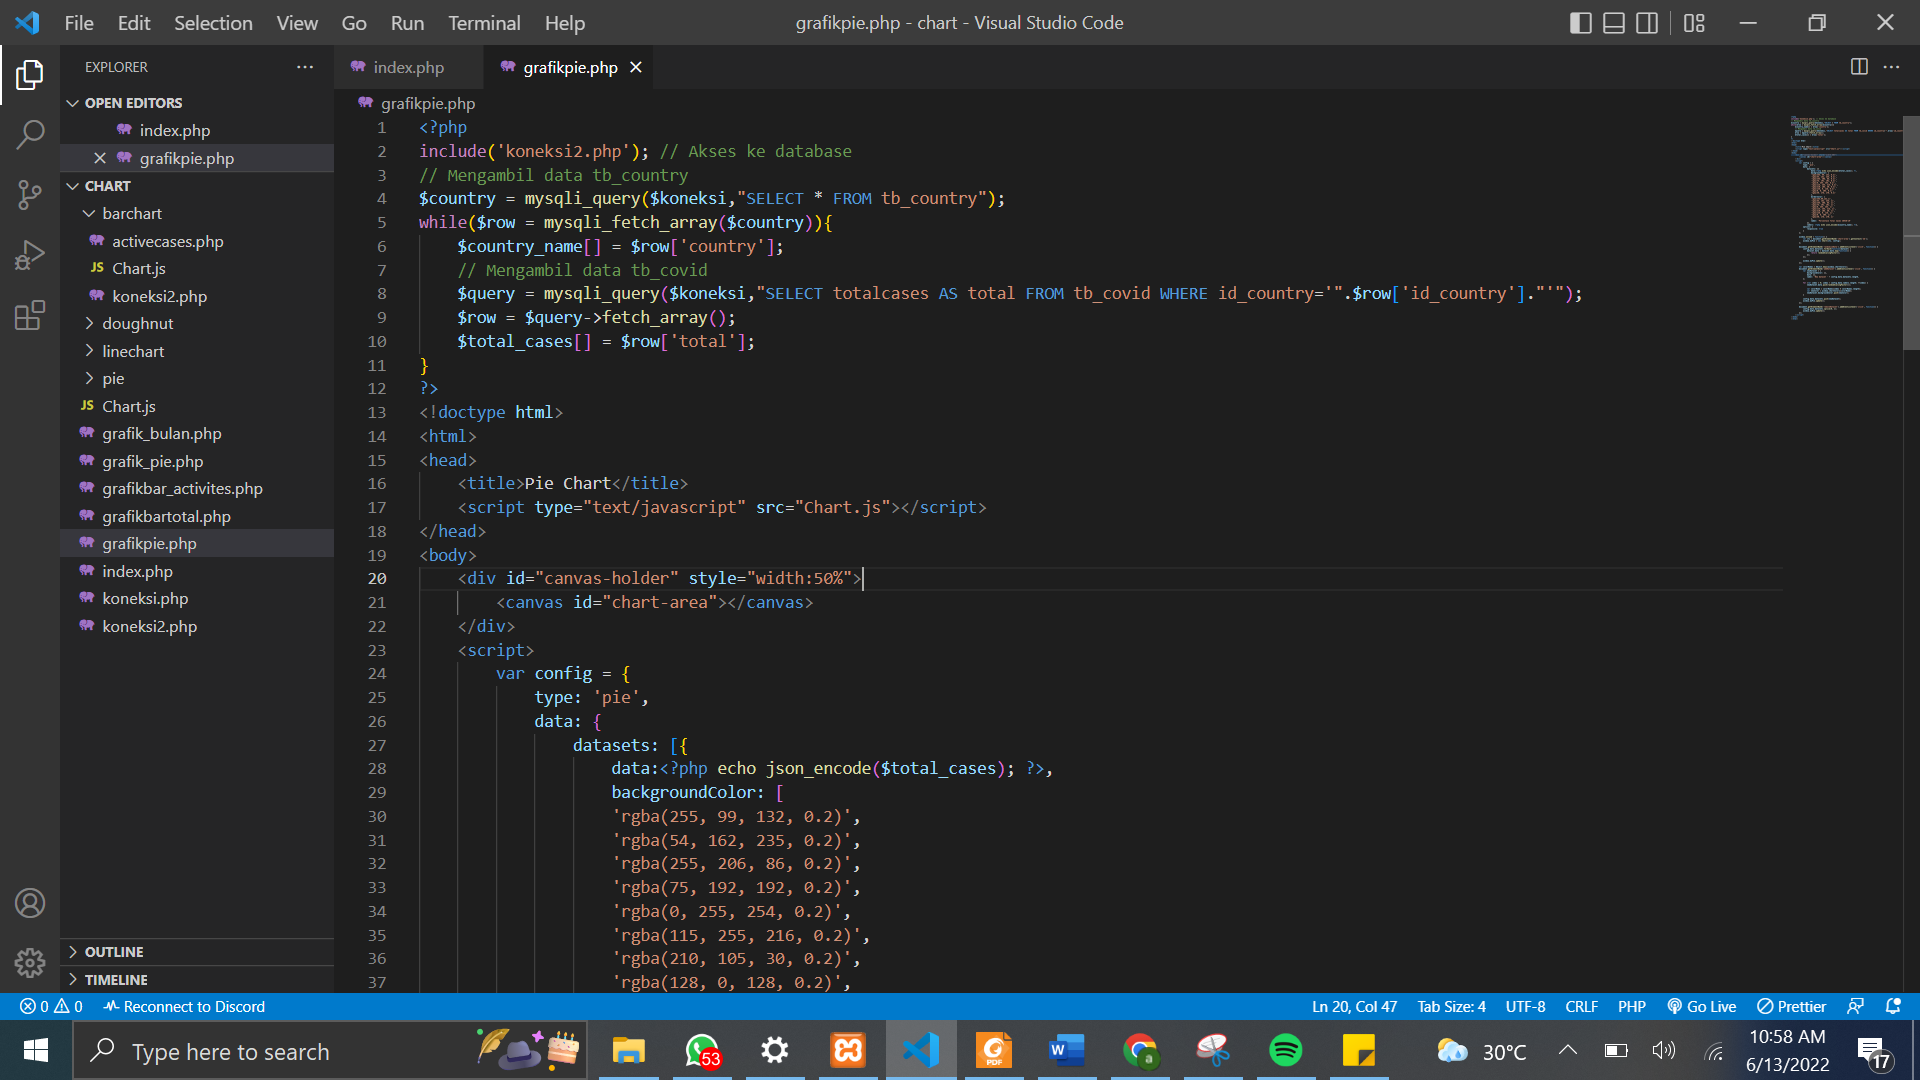 File Edit Selection View Go Run Terminal Help
grafikpie.php - chart - Visual Studio Code
EXPLORER
OPEN EDITORS
index.php
grafikpie.php
CHART
barchart
activecases.php
JS Chart.js
koneksi2.php
doughnut
linechart
pie
JS Chart.js
grafik_bulan.php
grafik_pie.php
grafikbar_activites.php
grafikbartotal.php
grafikpie.php
index.php
koneksi.php
koneksi2.php
OUTLINE
TIMELINE
index.php
grafikpie.php
grafikpie.php
1 <?php
2 include('koneksi2.php'); // Akses ke database
3 // Mengambil data tb_country
4 $country = mysqli_query($koneksi,"SELECT * FROM tb_country");
5 while($row = mysqli_fetch_array($country)){
6 $country_name[] = $row['country'];
7 // Mengambil data tb_covid
8 $query = mysqli_query($koneksi,"SELECT totalcases AS total FROM tb_covid WHERE id_country='".$row['id_country']."'");
9 $row = $query->fetch_array();
10 $total_cases[] = $row['total'];
11 }
12 ?>
13 <!doctype html>
14 <html>
15 <head>
16 <title>Pie Chart</title>
17 <script type="text/javascript" src="Chart.js"></script>
18 </head>
19 <body>
20 <div id="canvas-holder" style="width:50%">
21 <canvas id="chart-area"></canvas>
22 </div>
23 <script>
24 var config = {
25 type: 'pie',
26 data: {
27 datasets: [{
28 data:<?php echo json_encode($total_cases); ?>,
29 backgroundColor: [
30 'rgba(255, 99, 132, 0.2)',
31 'rgba(54, 162, 235, 0.2)',
32 'rgba(255, 206, 86, 0.2)',
33 'rgba(75, 192, 192, 0.2)',
34 'rgba(0, 255, 254, 0.2)',
35 'rgba(115, 255, 216, 0.2)',
36 'rgba(210, 105, 30, 0.2)',
37 'rgba(128, 0, 128, 0.2)',
0 0 Reconnect to Discord
Ln 20, Col 47 Tab Size: 4 UTF-8 CRLF PHP Go Live Prettier
Type here to search
53
PDF
W
a
30°C
10:58 AM
6/13/2022
17